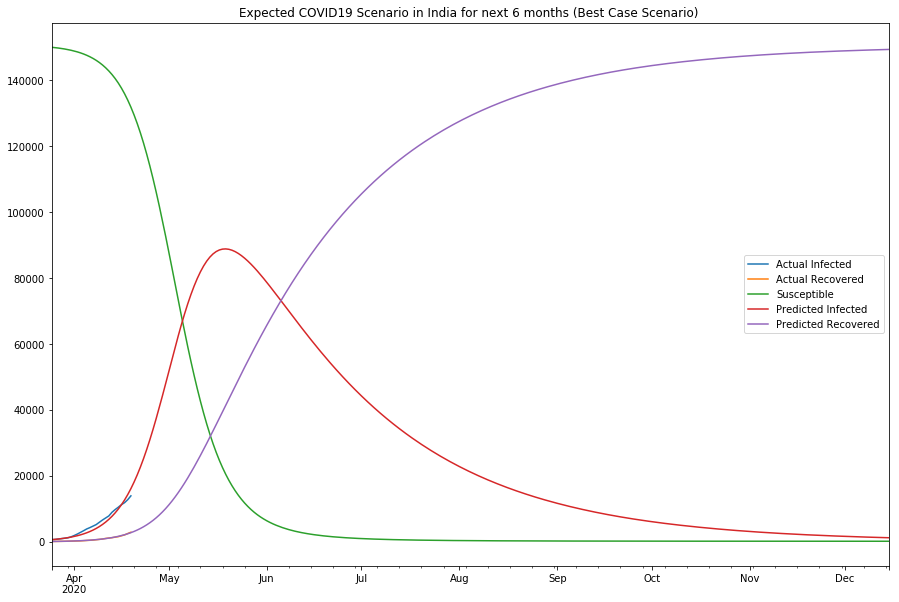 Expected COVID19 Scenario in India for next 6 months (Best Case Scenario)
140000
120000
100000
80000
60000
40000
20000
0
Actual Infected
Actual Recovered
Susceptible
Predicted Infected
Predicted Recovered
Apr May Jun Jul Aug Sep Oct Nov Dec
2020